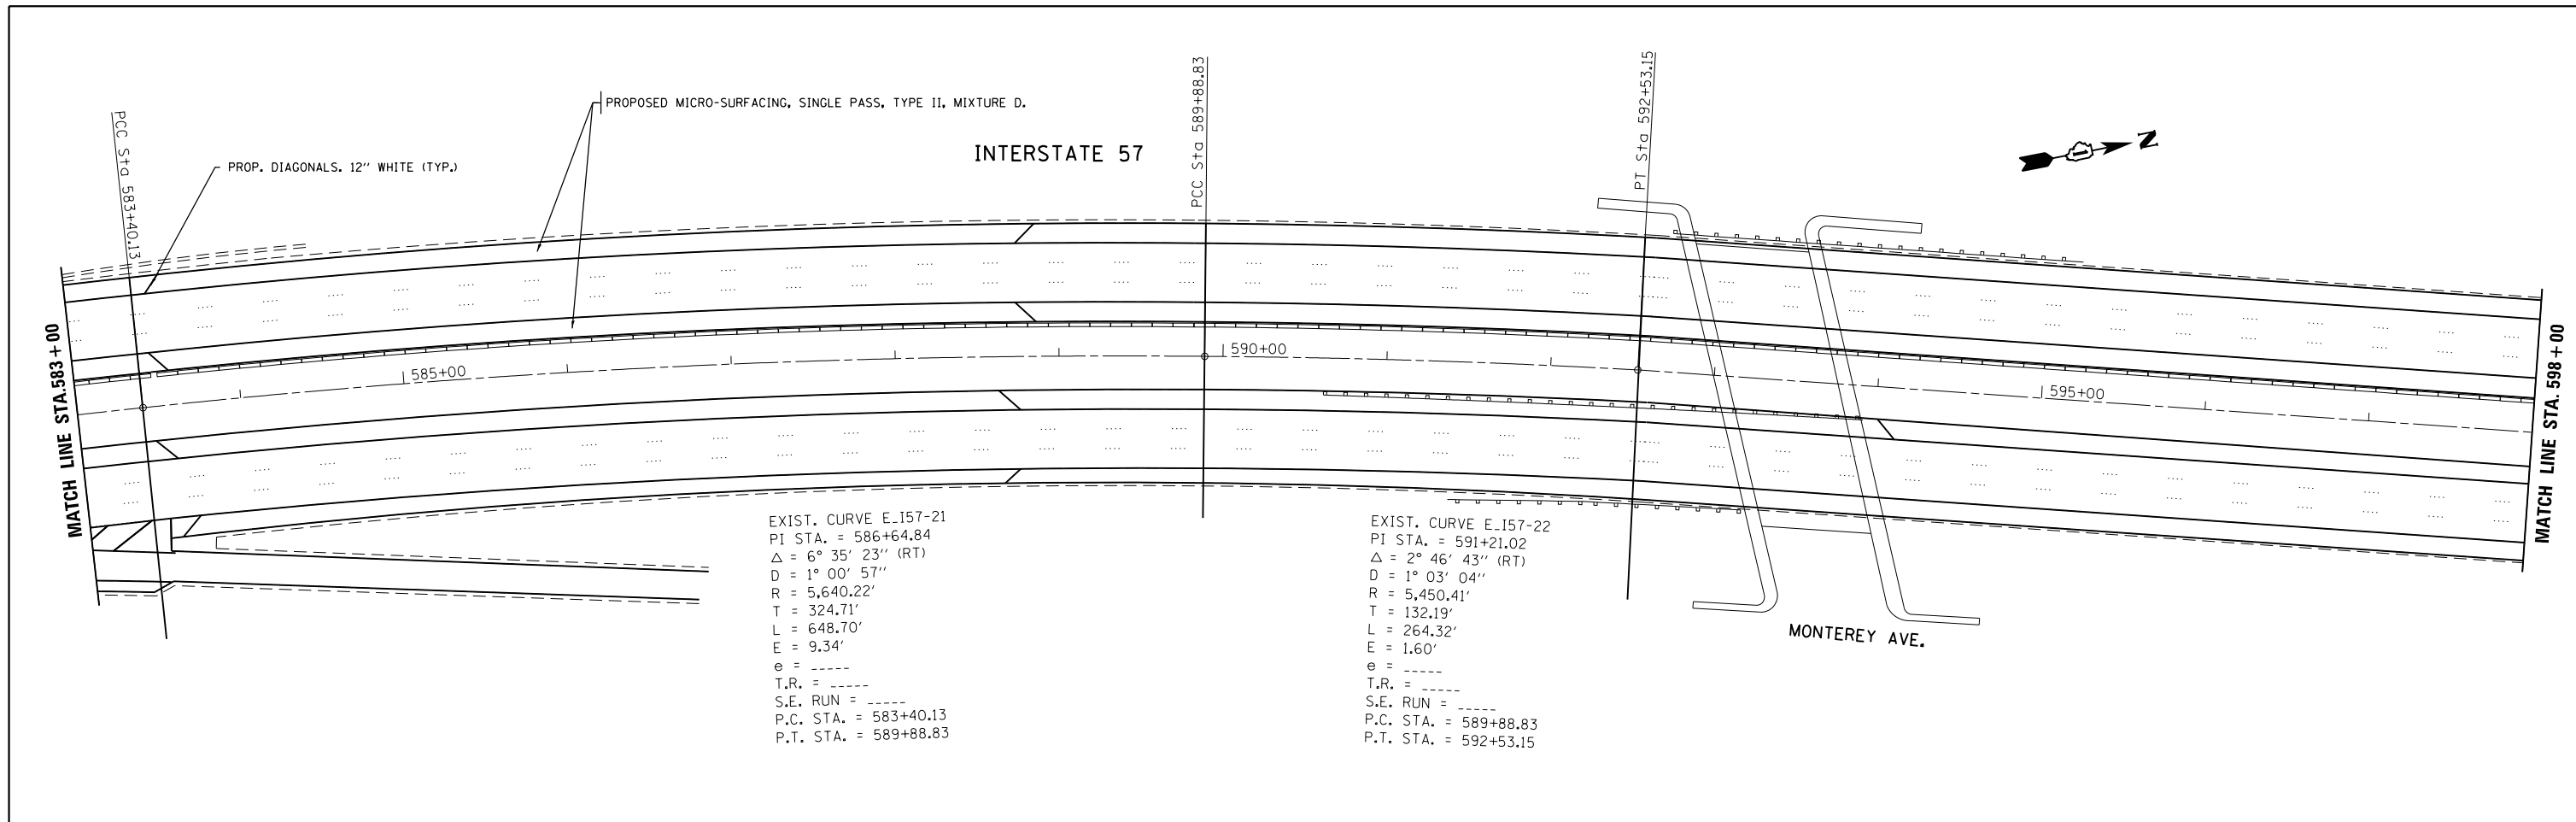 PCC Sta 583+40.13
PROP. DIAGONALS. 12'' WHITE (TYP.)
PROPOSED MICRO-SURFACING, SINGLE PASS, TYPE II, MIXTURE D.
INTERSTATE 57
PCC Sta 589+88.83
PT Sta 592+53.15
N
MATCH LINE STA.583+00
585+00
590+00
595+00
MATCH LINE STA. 598+00
EXIST. CURVE E_I57-21
PI STA. = 586+64.84
Δ = 6° 35' 23'' (RT)
D = 1° 00' 57''
R = 5,640.22'
T = 324.71'
L = 648.70'
E = 9.34'
e = _____
T.R. = _____
S.E. RUN = _____
P.C. STA. = 583+40.13
P.T. STA. = 589+88.83
EXIST. CURVE E_I57-22
PI STA. = 591+21.02
Δ = 2° 46' 43'' (RT)
D = 1° 03' 04''
R = 5,450.41'
T = 132.19'
L = 264.32'
E = 1.60'
e = _____
T.R. = _____
S.E. RUN = _____
P.C. STA. = 589+88.83
P.T. STA. = 592+53.15
MONTEREY AVE.